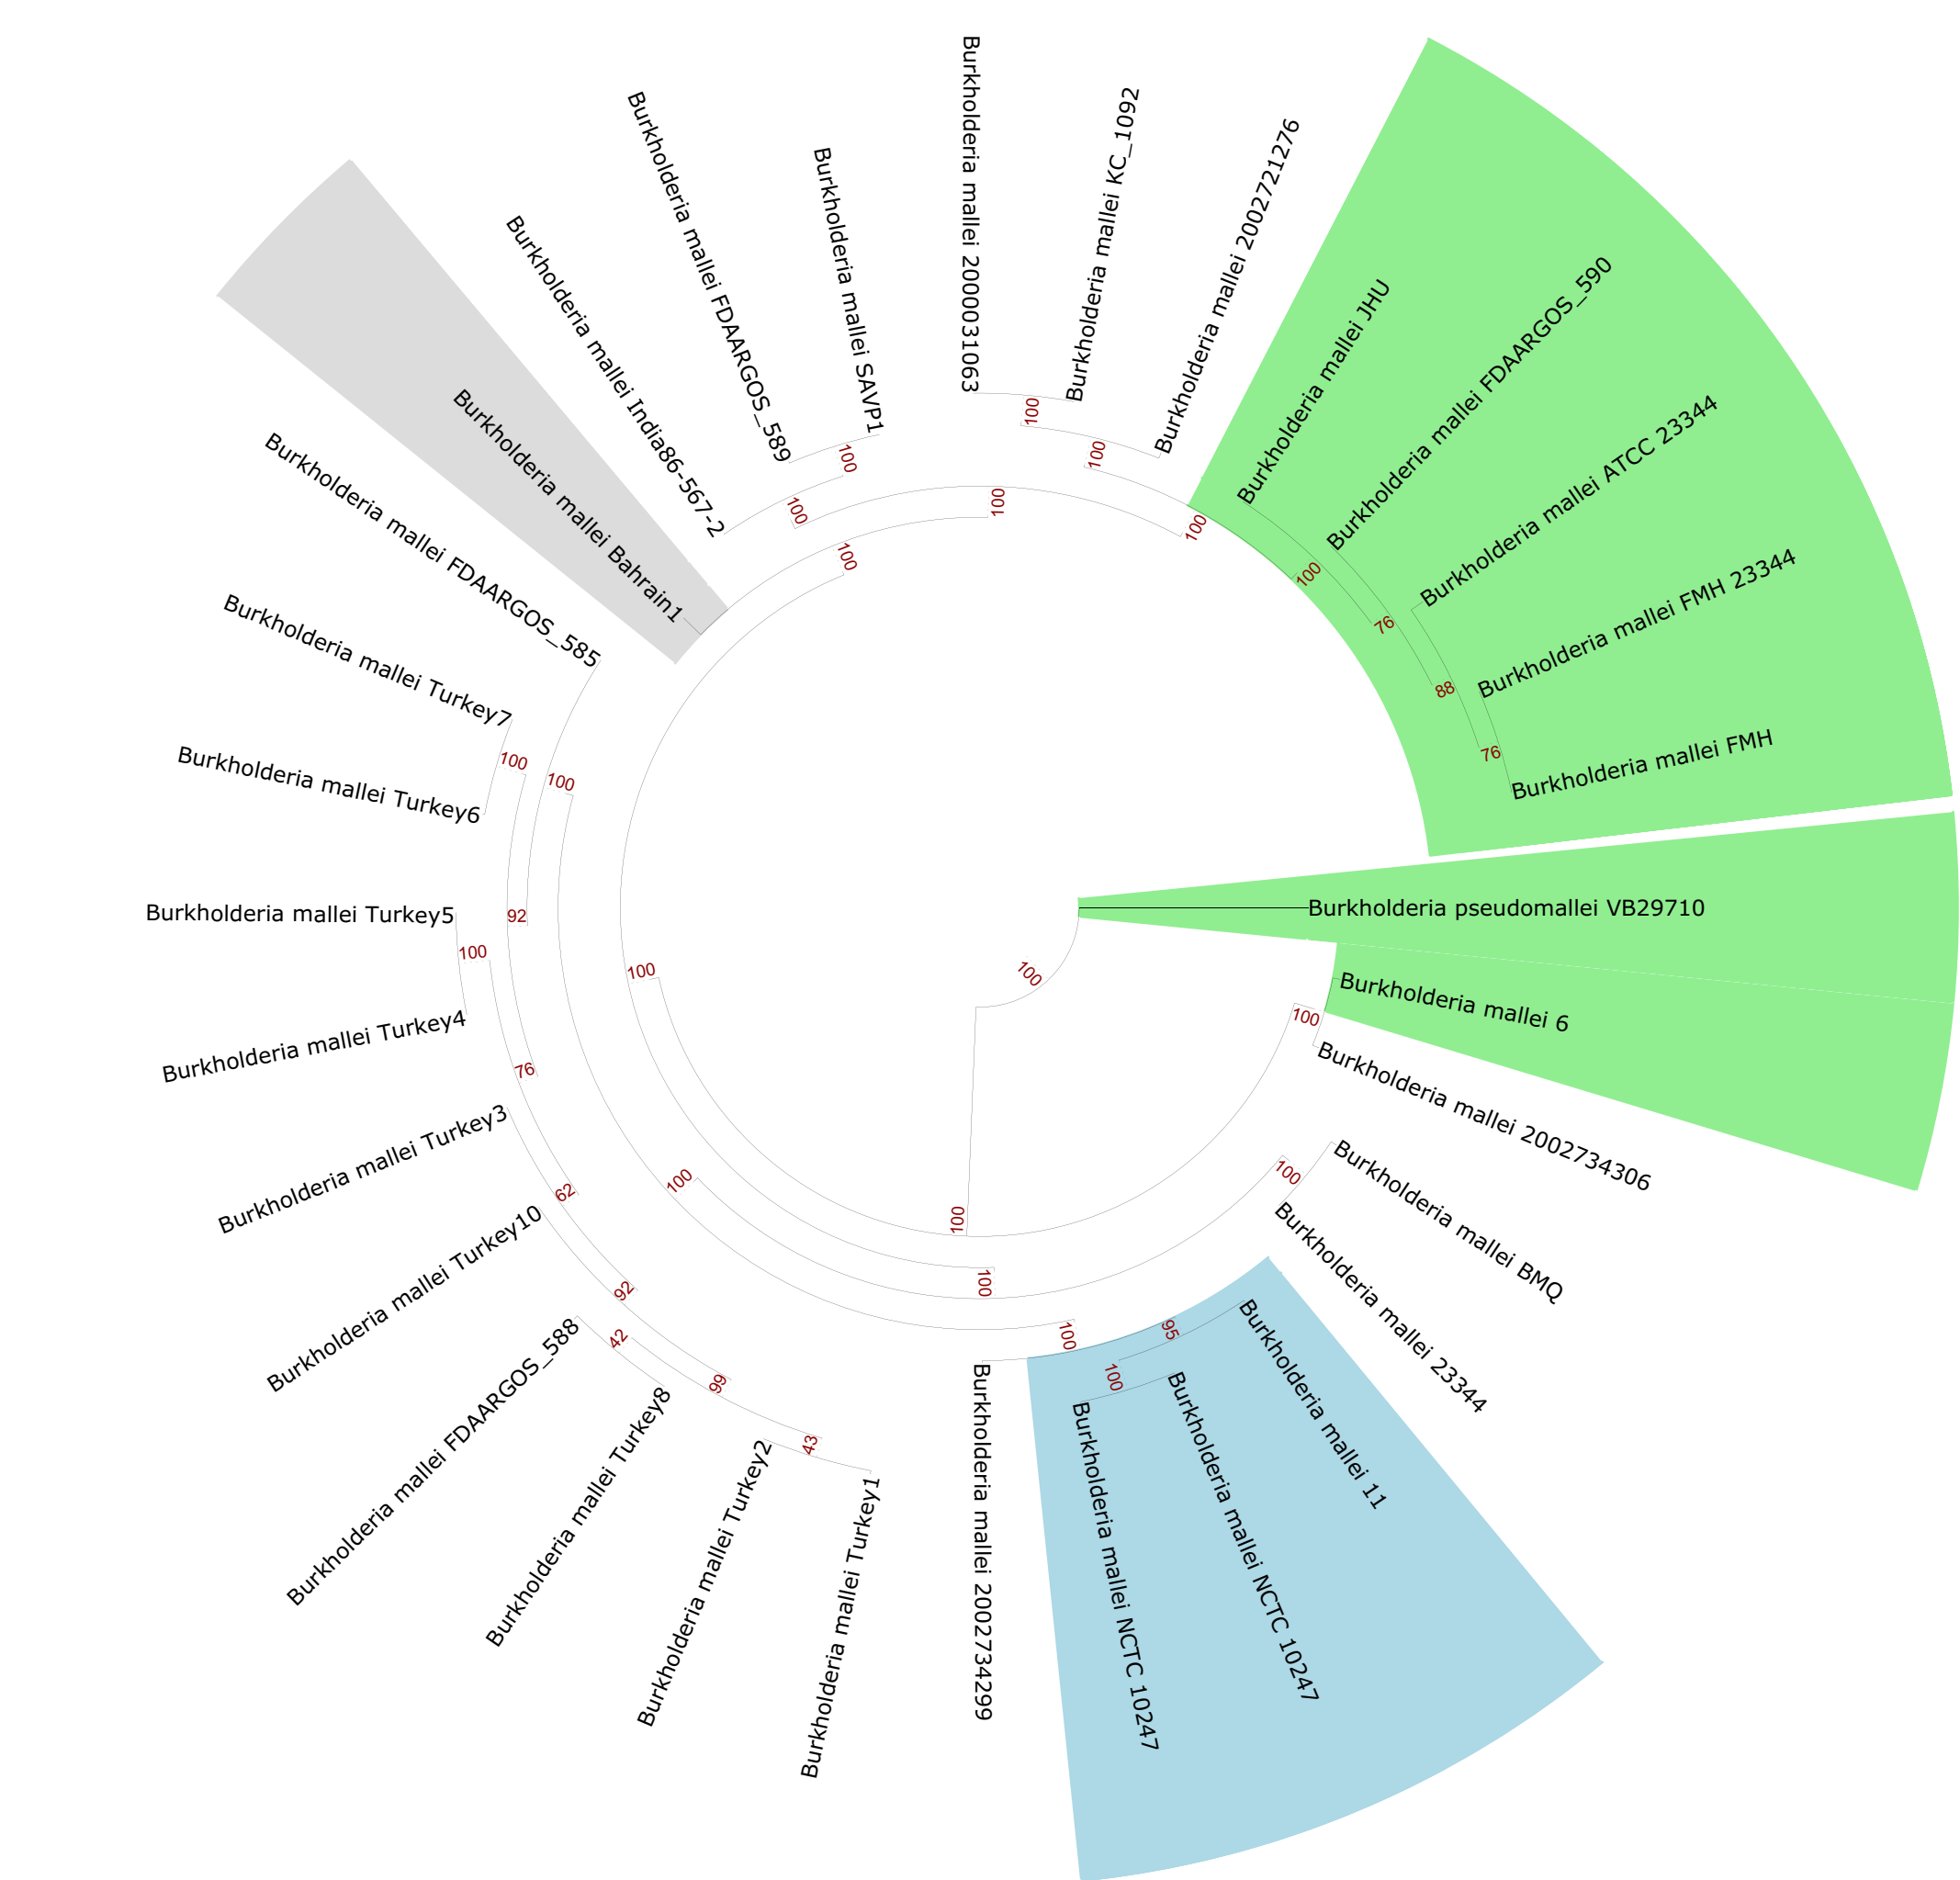 Burkholderia mallei 2000031063
Burkholderia mallei KC_1092
100
Burkholderia mallei 2002721276
100
Burkholderia mallei JHU
100
Burkholderia mallei FDAARGOS_590
100
Burkholderia mallei ATCC 23344
76
Burkholderia mallei FMH 23344
88
Burkholderia mallei FMH
76
Burkholderia pseudomallei VB29710
100
Burkholderia mallei 6
100
Burkholderia mallei 2002734306
Burkholderia mallei BMQ
100
Burkholderia mallei 23344
Burkholderia mallei 11
95
Burkholderia mallei NCTC 10247
100
Burkholderia mallei NCTC 10247
100
Burkholderia mallei 2002734299
100
100
100
Burkholderia mallei Turkey1
43
Burkholderia mallei Turkey2
99
Burkholderia mallei Turkey8
42
Burkholderia mallei FDAARGOS_588
92
Burkholderia mallei Turkey10
62
Burkholderia mallei Turkey3
76
Burkholderia mallei Turkey4
100
Burkholderia mallei Turkey5
92
Burkholderia mallei Turkey6
100
Burkholderia mallei Turkey7
100
100
Burkholderia mallei FDAARGOS_585
Burkholderia mallei Bahrain1
100
Burkholderia mallei India86-567-2
100
Burkholderia mallei FDAARGOS_589
100
Burkholderia mallei SAVP1
100